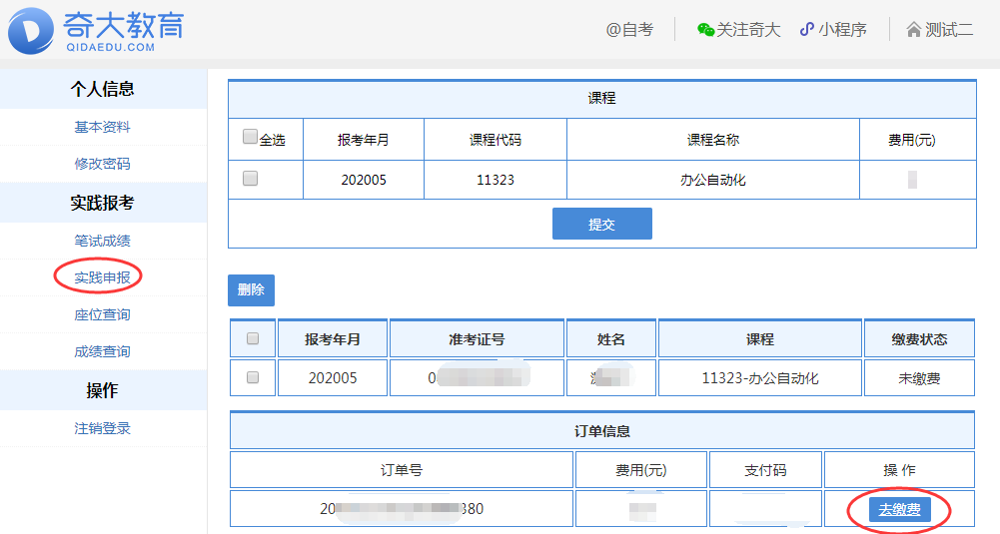 奇大教育
QIDAEDU.COM
@自考 关注奇大 小程序 测试二
个人信息
基本资料
修改密码
实践报考
笔试成绩
实践申报
座位查询
成绩查询
操作
注销登录
课程
全选 报考年月 课程代码 课程名称 费用(元)
202005 11323 办公自动化
提交
删除
报考年月 准考证号 姓名 课程 缴费状态
202005 0 11323-办公自动化 未缴费
订单信息
订单号 费用(元) 支付码 操 作
20 380 去缴费